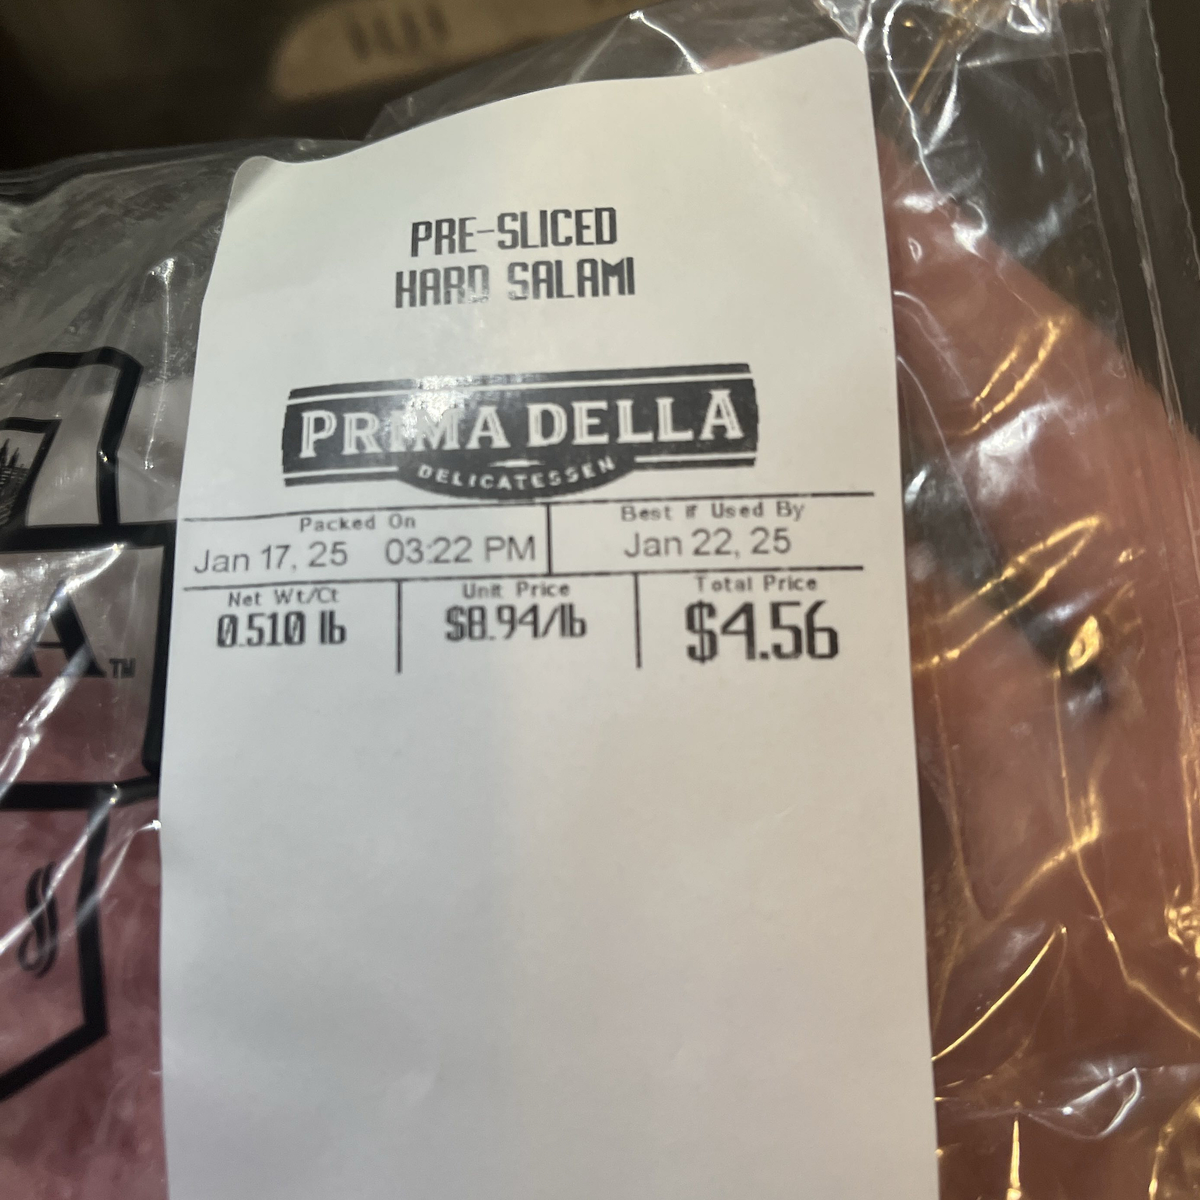 PRE-SLICED
HARD SALAMI
PRIMA DELLA
DELICATESSEN
Packed On Best if Used By
Jan 17, 25 03:22 PM Jan 22, 25
Net Wt/Ct Unit Price Total Price
0.510 lb $8.94/lb $4.56
A™